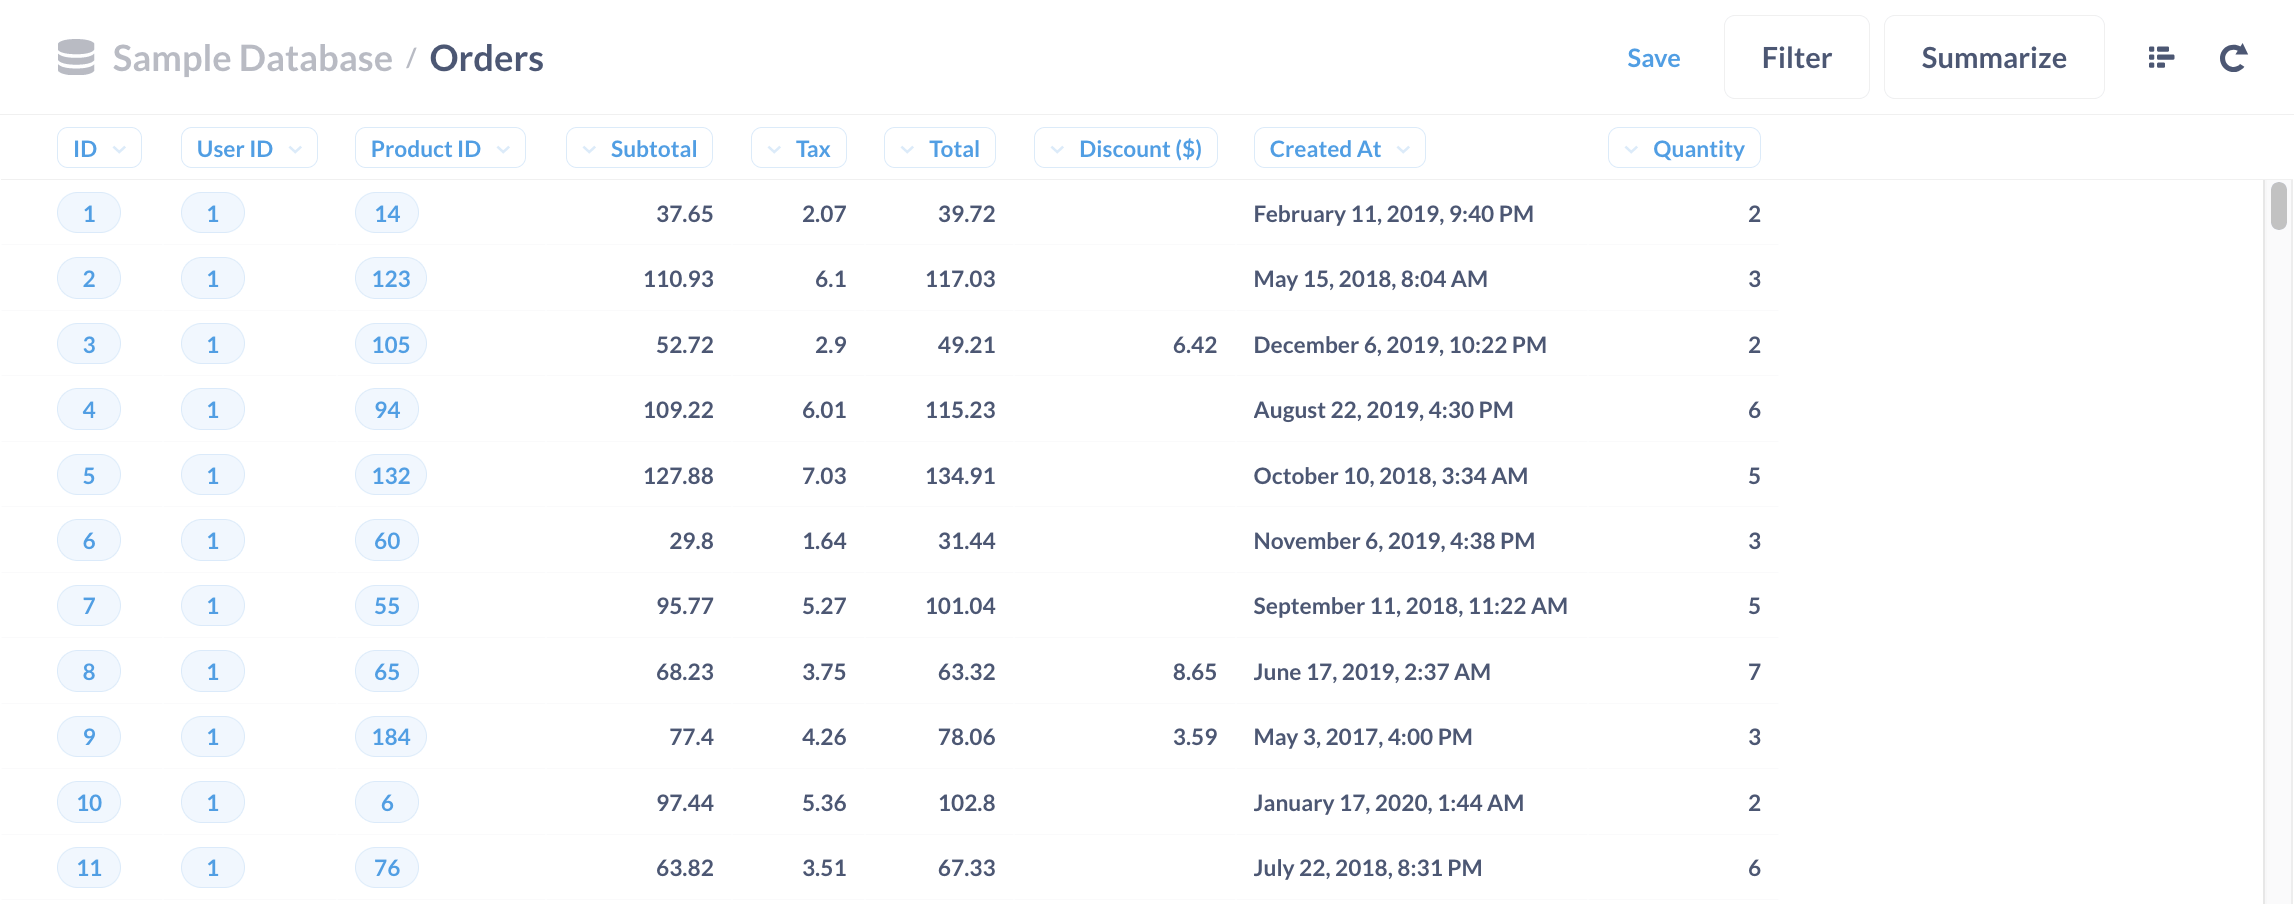 Sample Database / Orders Save Filter Summarize
ID User ID Product ID Subtotal Tax Total Discount ($) Created At Quantity
1 1 14 37.65 2.07 39.72 February 11, 2019, 9:40 PM 2
2 1 123 110.93 6.1 117.03 May 15, 2018, 8:04 AM 3
3 1 105 52.72 2.9 49.21 6.42 December 6, 2019, 10:22 PM 2
4 1 94 109.22 6.01 115.23 August 22, 2019, 4:30 PM 6
5 1 132 127.88 7.03 134.91 October 10, 2018, 3:34 AM 5
6 1 60 29.8 1.64 31.44 November 6, 2019, 4:38 PM 3
7 1 55 95.77 5.27 101.04 September 11, 2018, 11:22 AM 5
8 1 65 68.23 3.75 63.32 8.65 June 17, 2019, 2:37 AM 7
9 1 184 77.4 4.26 78.06 3.59 May 3, 2017, 4:00 PM 3
10 1 6 97.44 5.36 102.8 January 17, 2020, 1:44 AM 2
11 1 76 63.82 3.51 67.33 July 22, 2018, 8:31 PM 6